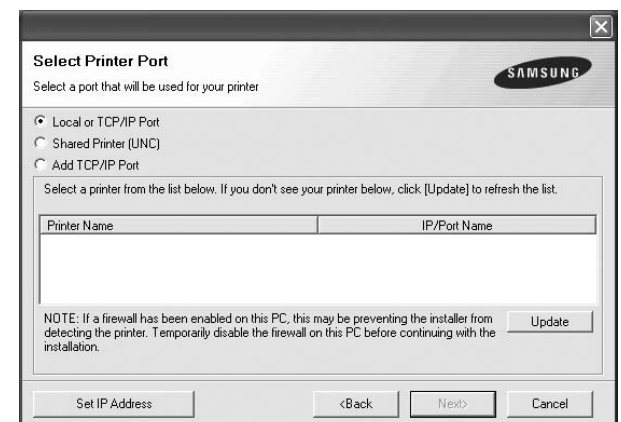 Select Printer Port
Select a port that will be used for your printer
SAMSUNG
Local or TCP/IP Port
Shared Printer (UNC)
Add TCP/IP Port
Select a printer from the list below. If you don't see your printer below, click [Update] to refresh the list.
Printer Name IP/Port Name
NOTE: If a firewall has been enabled on this PC, this may be preventing the installer from
detecting the printer. Temporarily disable the firewall on this PC before continuing with the
installation.
Update
Set IP Address <Back Next> Cancel